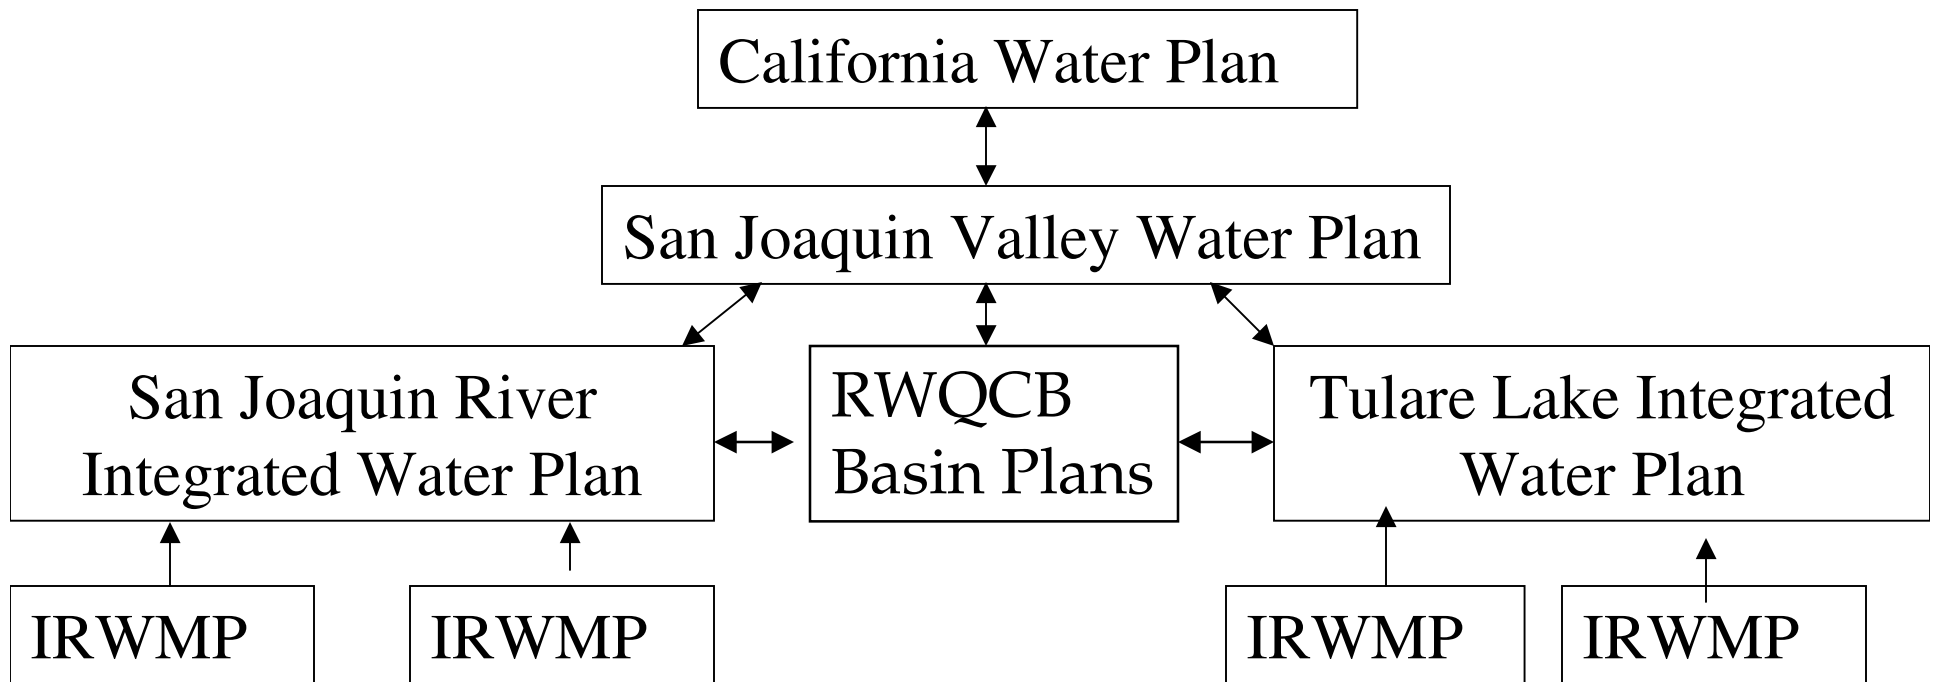 California Water Plan
San Joaquin Valley Water Plan
San Joaquin River
Integrated Water Plan
RWQCB
Basin Plans
Tulare Lake Integrated
Water Plan
IRWMP
IRWMP
IRWMP
IRWMP